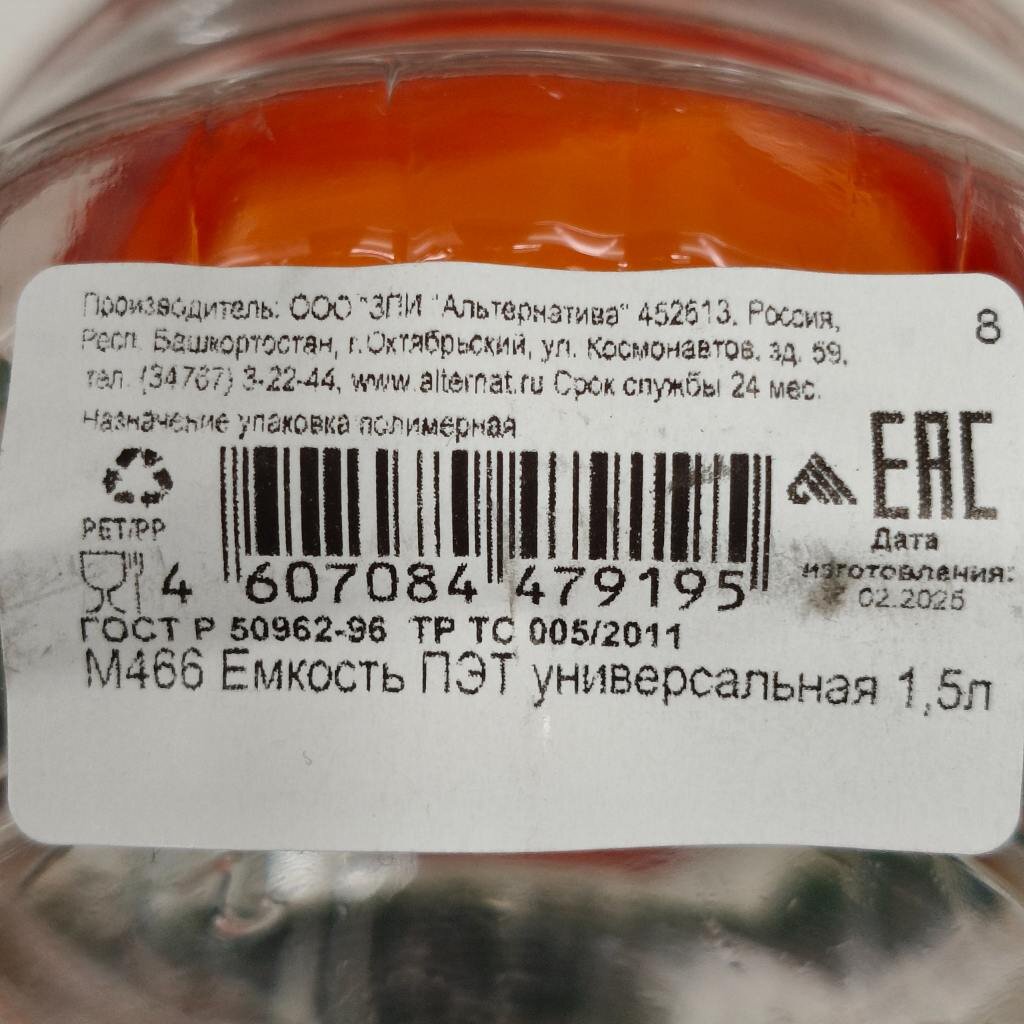 Производитель: ООО "ЗПИ "Альтернатива" 452613, Россия,
8
Респ. Башкортостан, г.Октябрьский, ул. Космонавтов, зд. 59,
тел. (34767) 3-22-44, www.alternat.ru Срок службы 24 мес.
Назначение упаковка полимерная
EAC
PET/PP
Дата
изготовления:
02.2025
4 607084 479195
ГОСТ Р 50962-96 ТР ТС 005/2011
М466 Емкость ПЭТ универсальная 1,5л